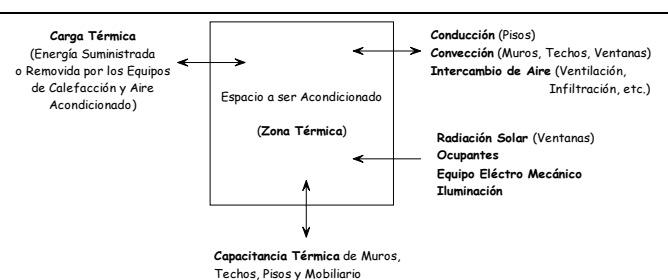 Carga Térmica
(Energía Suministrada
o Removida por los Equipos
de Calefacción y Aire
Acondicionado)
Espacio a ser Acondicionado
(Zona Térmica)
Conducción (Pisos)
Convección (Muros, Techos, Ventanas)
Intercambio de Aire (Ventilación,
Infiltración, etc.)
Radiación Solar (Ventanas)
Ocupantes
Equipo Eléctro Mecánico
Iluminación
Capacitancia Térmica de Muros,
Techos, Pisos y Mobiliario